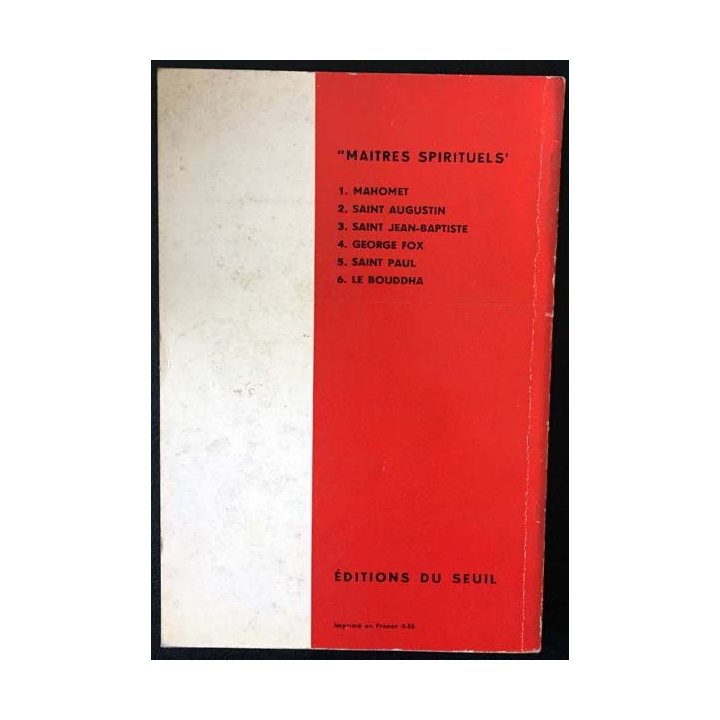 "MAITRES SPIRITUELS'
1. MAHOMET
2. SAINT AUGUSTIN
3. SAINT JEAN-BAPTISTE
4. GEORGE FOX
5. SAINT PAUL
6. LE BOUDDHA
ÉDITIONS DU SEUIL
Imprimé en France